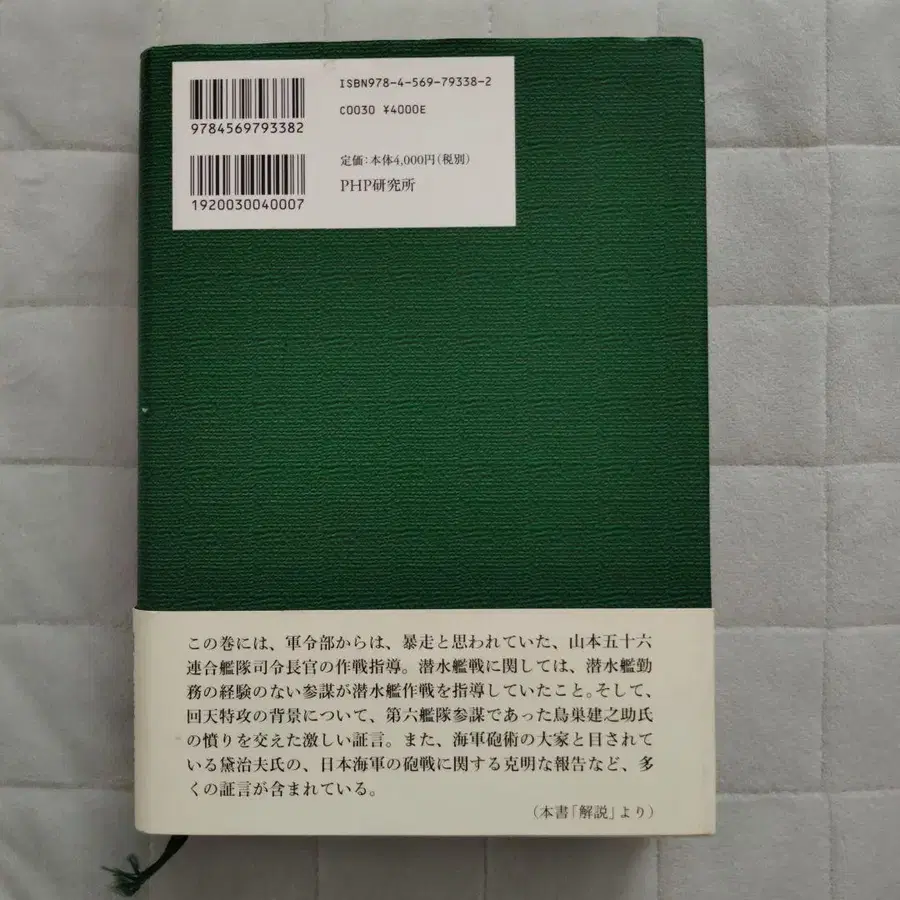 9784569793382
1920030040007
ISBN978-4-569-79338-2
C0030 ¥4000E
定価：本体4,000円（税別）
PHP研究所
この巻には、軍令部からは、暴走と思われていた、山本五十六
連合艦隊司令長官の作戦指導。潜水艦戦に関しては、潜水艦勤
務の経験のない参謀が潜水艦作戦を指導していたこと。そして、
回天特攻の背景について、第六艦隊参謀であった鳥巣建之助氏
の憤りを交えた激しい証言。また、海軍砲術の大家と目されて
いる黛治夫氏の、日本海軍の砲戦に関する克明な報告など、多
くの証言が含まれている。
（本書「解説」より）